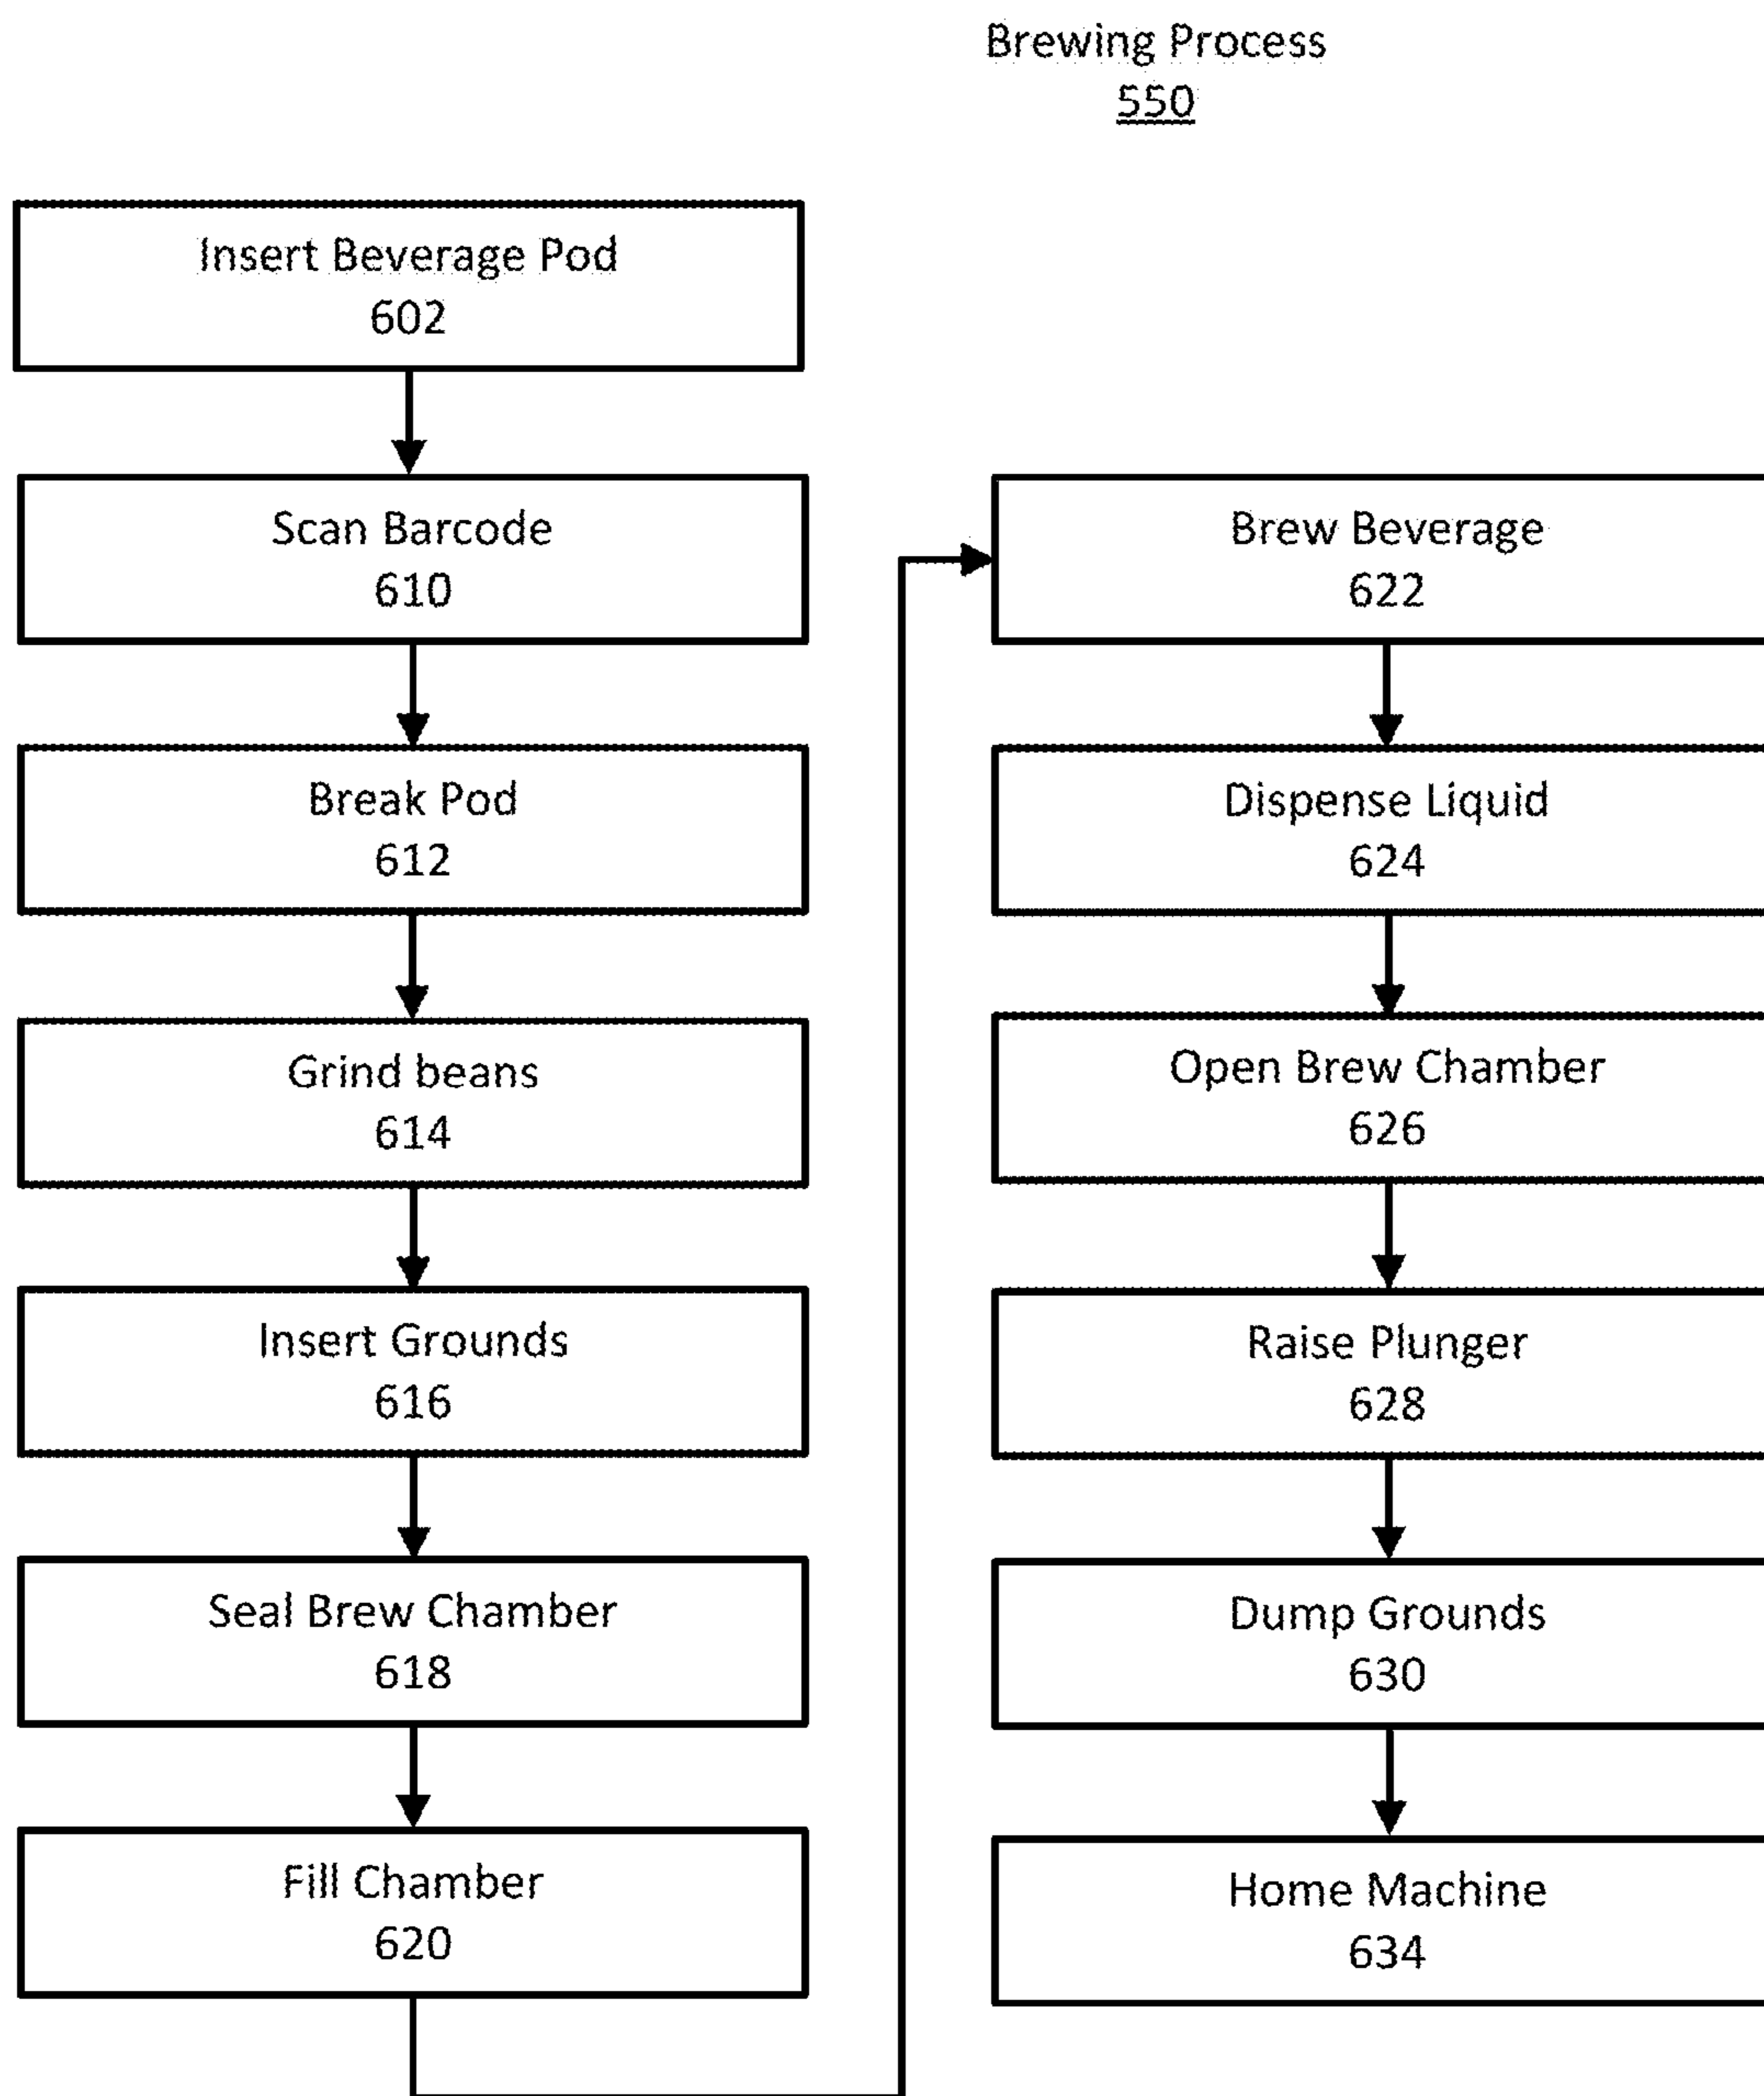 Brewing Process
550
Insert Beverage Pod
602
Scan Barcode
610
Break Pod
612
Grind beans
614
Insert Grounds
616
Seal Brew Chamber
618
Fill Chamber
620
Brew Beverage
622
Dispense Liquid
624
Open Brew Chamber
626
Raise Plunger
628
Dump Grounds
630
Home Machine
634